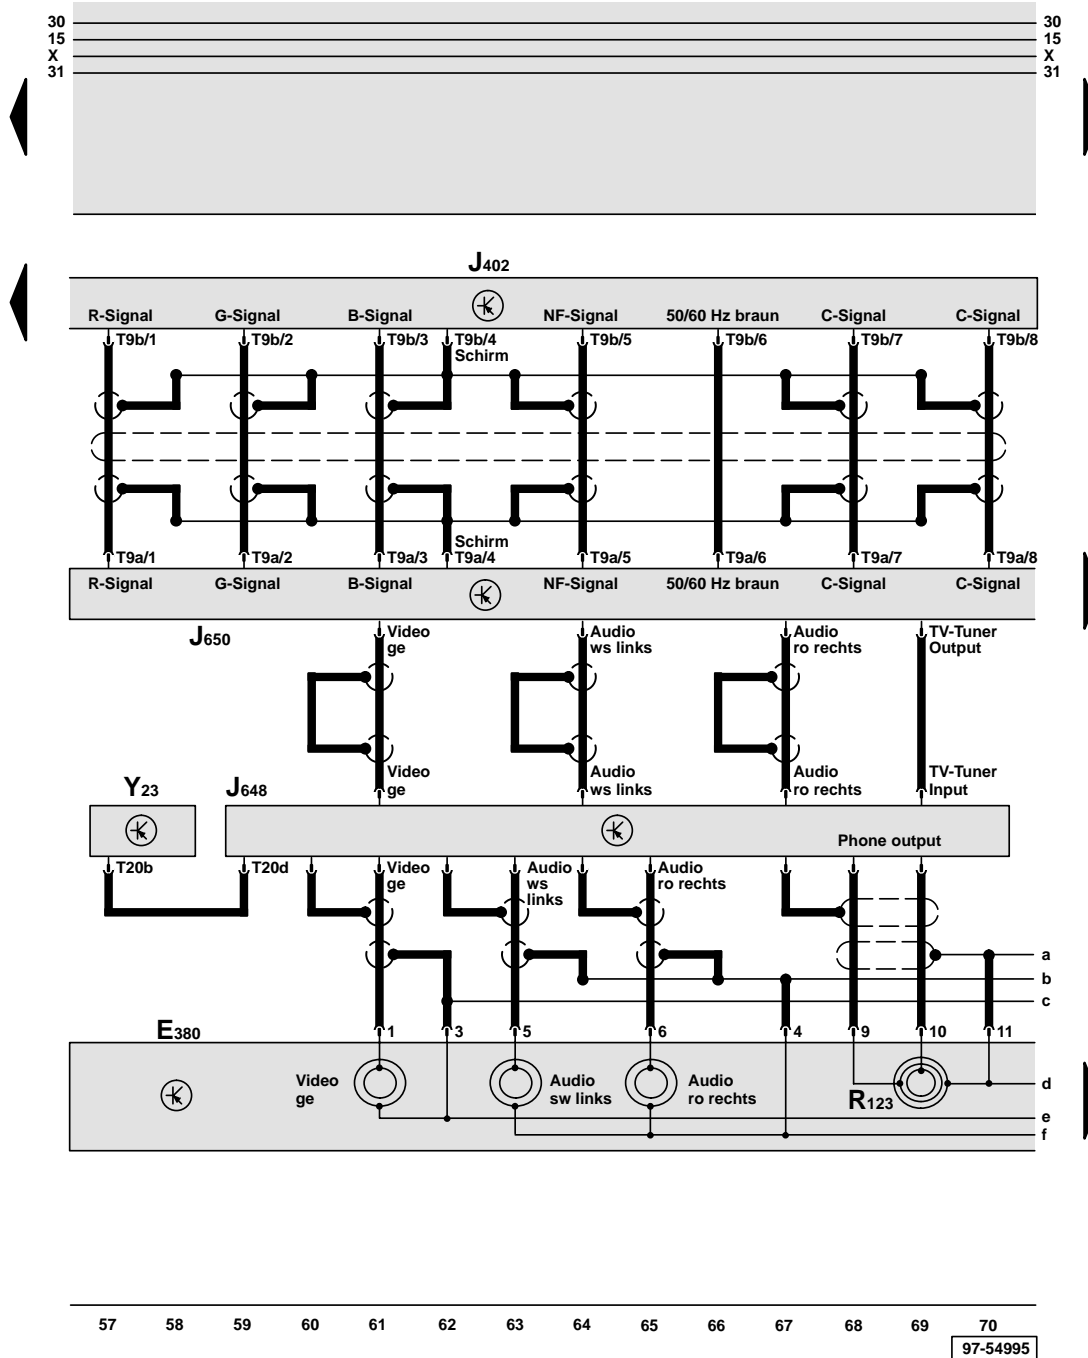 30 30
15 15
X X
31 31
J402
R-Signal G-Signal B-Signal NF-Signal 50/60 Hz braun C-Signal C-Signal
T9b/1 T9b/2 T9b/3 T9b/4 T9b/5 T9b/6 T9b/7 T9b/8
Schirm
Schirm
T9a/1 T9a/2 T9a/3 T9a/4 T9a/5 T9a/6 T9a/7 T9a/8
R-Signal G-Signal B-Signal NF-Signal 50/60 Hz braun C-Signal C-Signal
J650
Video Audio Audio TV-Tuner
ge ws links ro rechts Output
Video Audio Audio TV-Tuner
ge ws links ro rechts Input
Y23 J648
Phone output
T20b T20d Video Audio Audio
ge ws ro rechts
links
a
b
c
E380 1 3 5 6 4 9 10 11
Video Audio Audio
ge sw links ro rechts
R123
d
e
f
57 58 59 60 61 62 63 64 65 66 67 68 69 70
97-54995